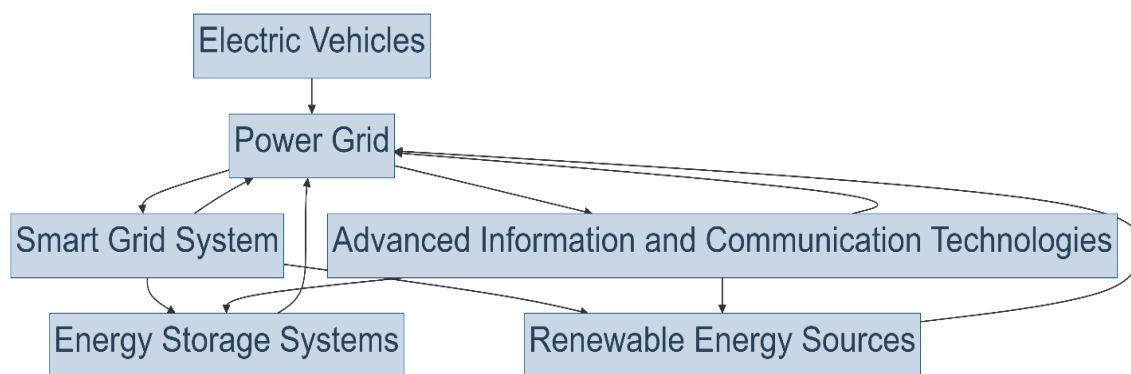 Electric Vehicles
Power Grid
Smart Grid System
Advanced Information and Communication Technologies
Energy Storage Systems
Renewable Energy Sources